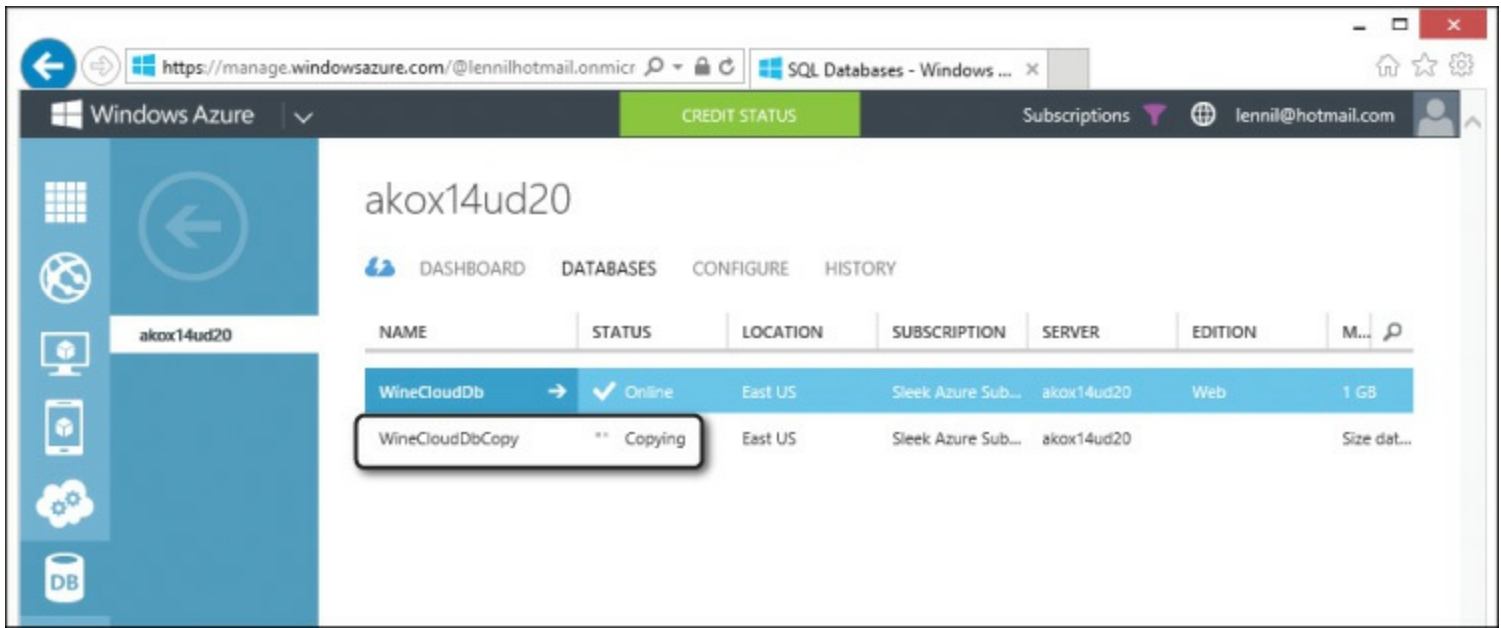 https://manage.windowsazure.com/@lennilhotmail.onmicr
SQL Databases - Windows ...
Windows Azure
CREDIT STATUS
Subscriptions
lennil@hotmail.com
akox14ud20
DASHBOARD DATABASES CONFIGURE HISTORY
akox14ud20
NAME STATUS LOCATION SUBSCRIPTION SERVER EDITION M...
WineCloudDb Online East US Sleek Azure Sub... akox14ud20 Web 1 GB
WineCloudDbCopy Copying East US Sleek Azure Sub... akox14ud20 Size dat...
DB